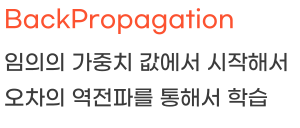 BackPropagation
임의의 가중치 값에서 시작해서
오차의 역전파를 통해서 학습